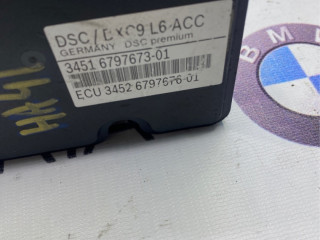 DSC/DXC9 L6-ACC
GERMANY DSC premium
3451 6797673-01
ECU 3452 6797676-01